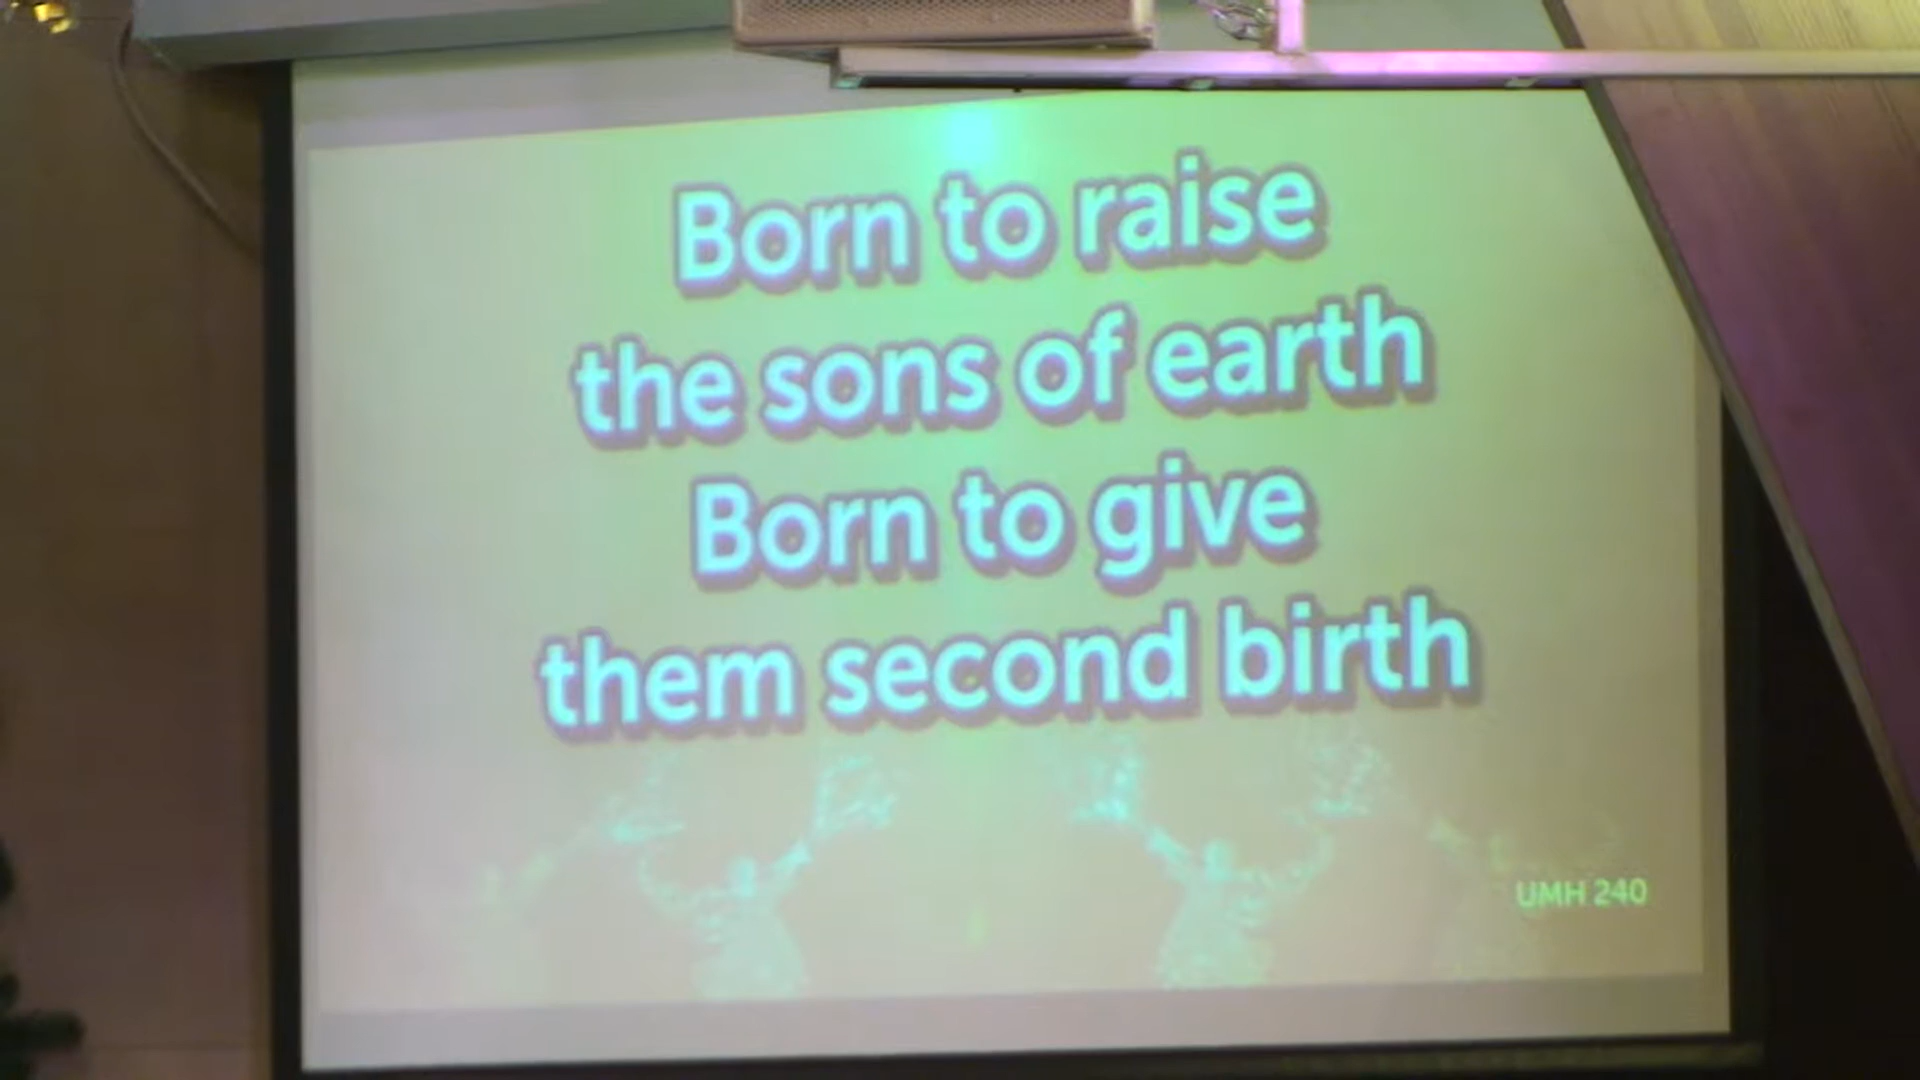 Born to raise
the sons of earth
Born to give
them second birth
UMH 240